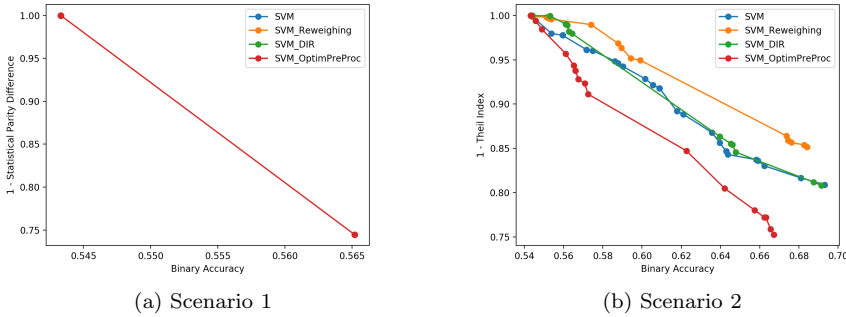 1 - Statistical Parity Difference
1.00
0.95
0.90
0.85
0.80
0.75
0.545
0.550
0.555
0.560
0.565
Binary Accuracy
SVM
SVM_Reweighing
SVM_DIR
SVM_OptimPreProc
(a) Scenario 1
1 - Theil Index
1.00
0.95
0.90
0.85
0.80
0.75
0.54
0.56
0.58
0.60
0.62
0.64
0.66
0.68
0.70
Binary Accuracy
SVM
SVM_Reweighing
SVM_DIR
SVM_OptimPreProc
(b) Scenario 2